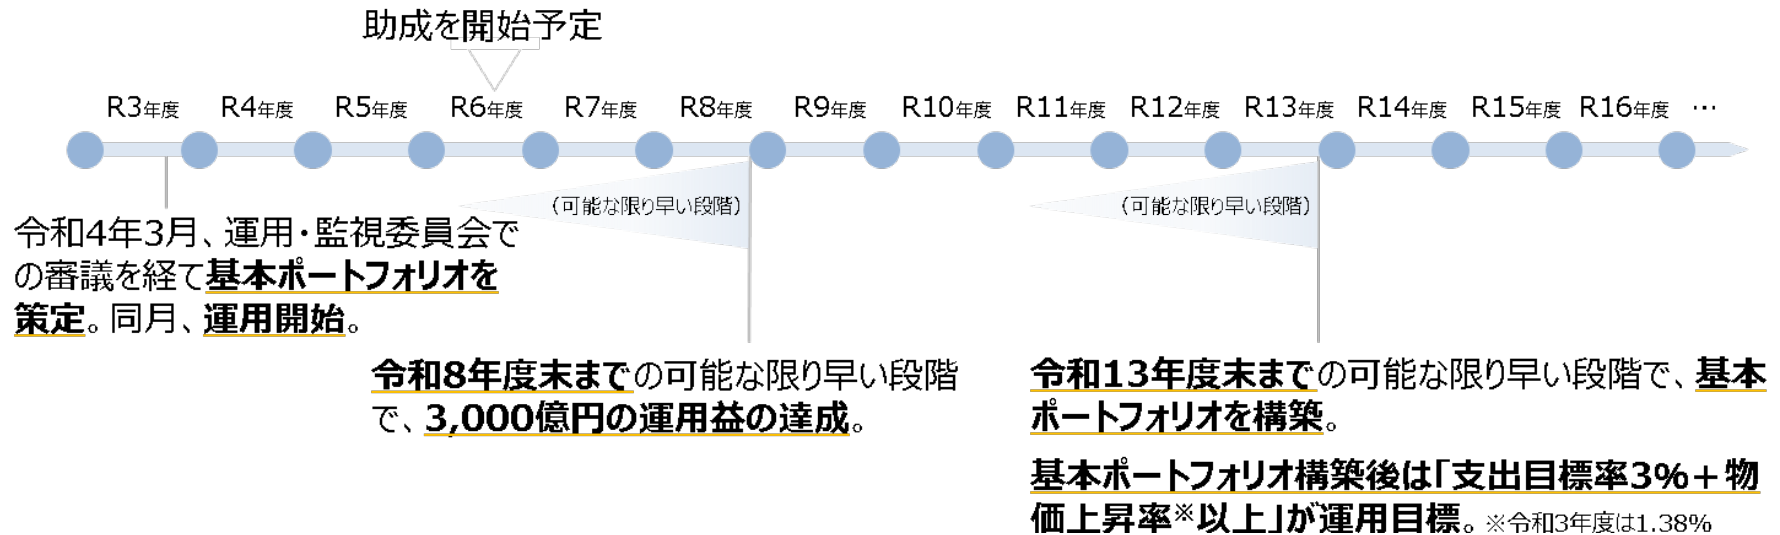 助成を開始予定
R3年度 R4年度 R5年度 R6年度 R7年度 R8年度 R9年度 R10年度 R11年度 R12年度 R13年度 R14年度 R15年度 R16年度 …
(可能な限り早い段階)
(可能な限り早い段階)
令和4年3月、運用・監視委員会で
の審議を経て基本ポートフォリオを
策定。同月、運用開始。
令和8年度末までの可能な限り早い段階
で、3,000億円の運用益の達成。
令和13年度末までの可能な限り早い段階で、基本
ポートフォリオを構築。
基本ポートフォリオ構築後は「支出目標率3%+物
価上昇率※以上」が運用目標。※令和3年度は1.38%